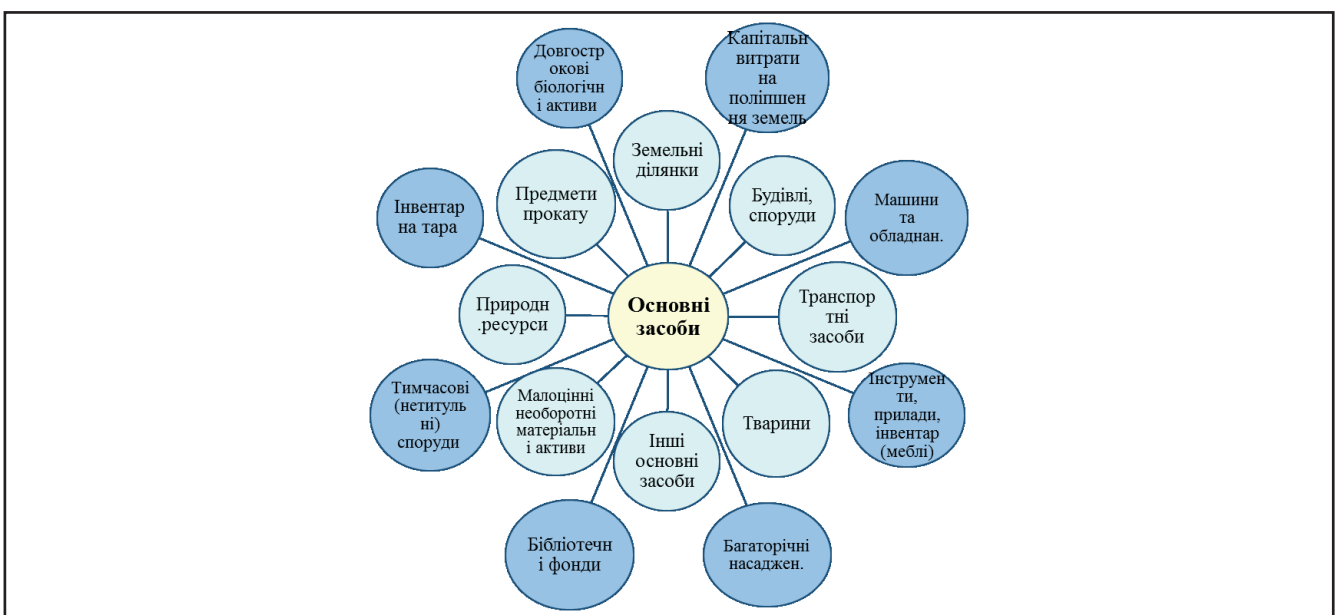 Основні
засоби
Земельні
ділянки
Капітальн
витрати
на
поліпшен
ня земель
Будівлі,
споруди
Машини
та
обладнан.
Транспор
тні
засоби
Інструмен
ти,
прилади,
інвентар
(меблі)
Тварини
Багаторічні
насаджен.
Інші
основні
засоби
Бібліотечн
і фонди
Малоцінні
необоротні
матеріальн
і активи
Тимчасові
(нетитуль
ні)
споруди
Природн
.ресурси
Інвентар
на тара
Предмети
прокату
Довгостр
окові
біологічн
і активи